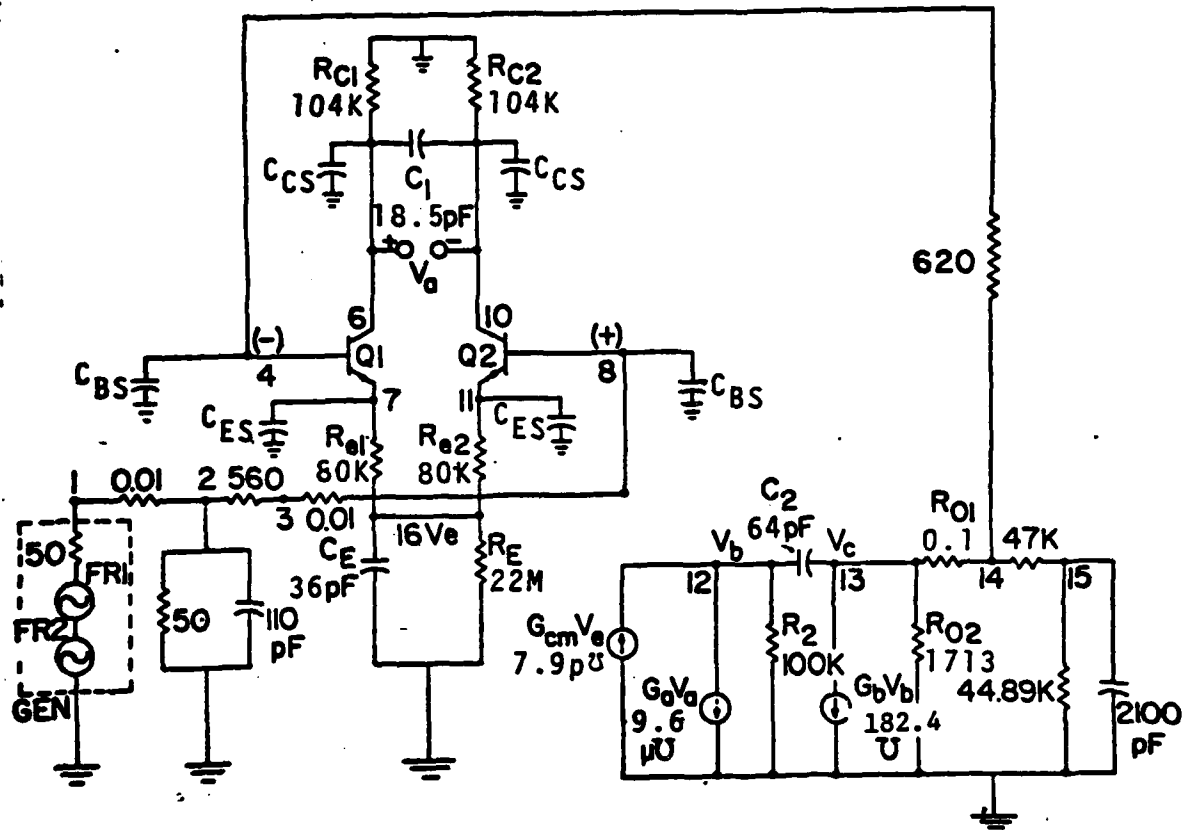 RC1
104K
RC2
104K
CCS
C1
CCS
18.5pF
+ −
Va
620
6
10
(−)
Q1
Q2
(+)
4
8
CBS
CBS
7
11
CES
CES
Re1
80K
Re2
80K
1
0.01
2
560
3
0.01
16Ve
CE
36pF
RE
22M
50
FR1
FR2
GEN
50
110
pF
C2
64pF
Vb
Vc
RO1
0.1
47K
12
13
14
15
GcmVe
7.9p℧
GaVa
9.6
μ℧
R2
100K
GbVb
182.4
℧
RO2
1713
44.89K
2100
pF